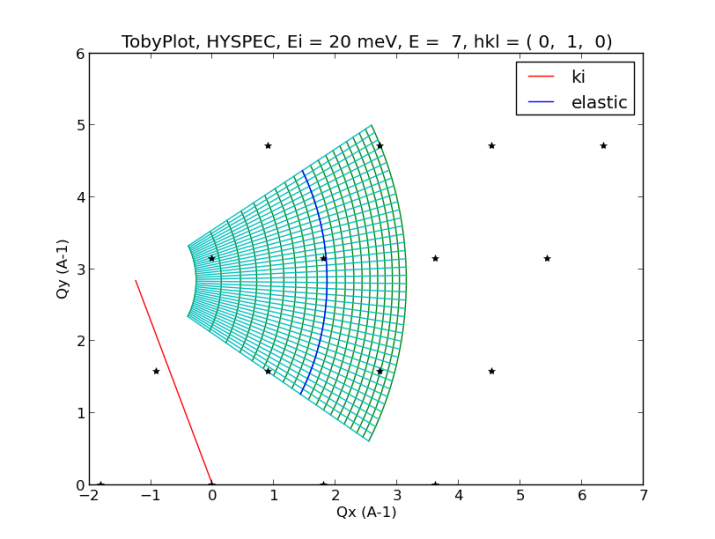 TobyPlot, HYSPEC, Ei = 20 meV, E =  7, hkl = ( 0,  1,  0)
ki
elastic
6
5
4
3
2
1
0
Qy (A-1)
−2 −1 0 1 2 3 4 5 6 7
Qx (A-1)